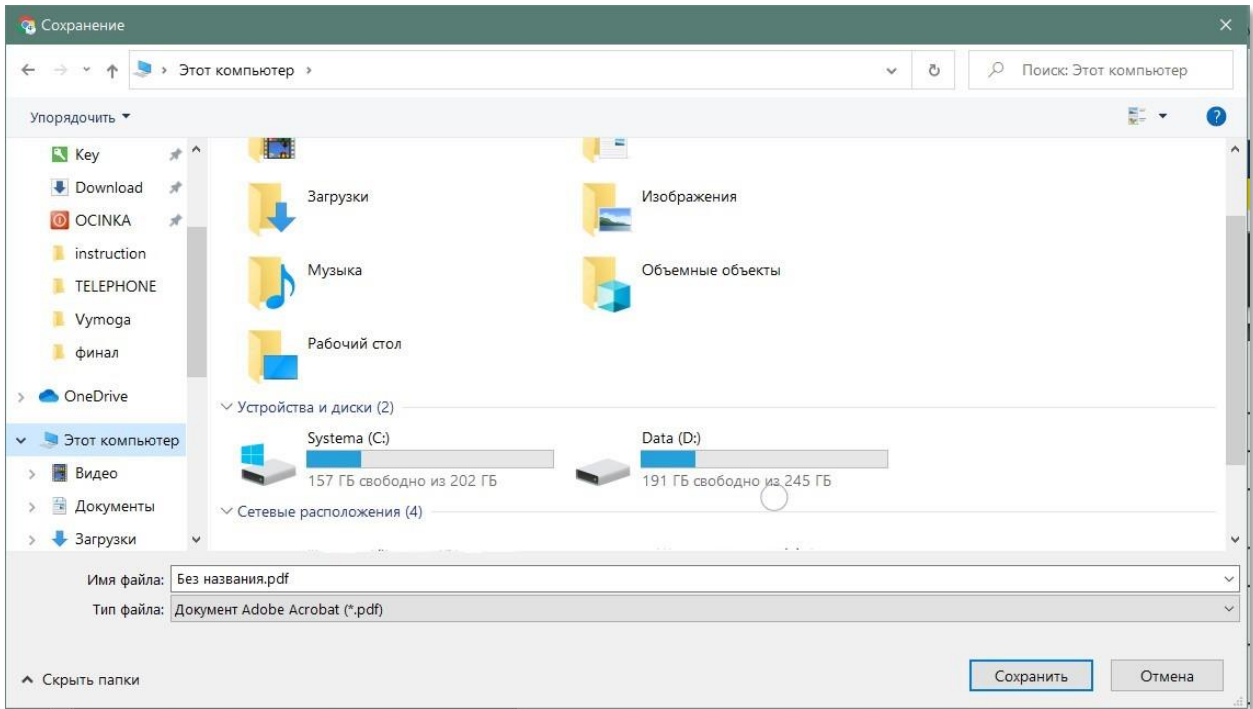 Сохранение
Этот компьютер
Поиск: Этот компьютер
Упорядочить
Key
Download
OCINKA
instruction
TELEPHONE
Vymoga
финал
OneDrive
Этот компьютер
Видео
Документы
Загрузки
Загрузки
Изображения
Музыка
Объемные объекты
Рабочий стол
Устройства и диски (2)
Systema (C:)
157 ГБ свободно из 202 ГБ
Data (D:)
191 ГБ свободно из 245 ГБ
Сетевые расположения (4)
Имя файла: Без названия.pdf
Тип файла: Документ Adobe Acrobat (*.pdf)
Скрыть папки
Сохранить
Отмена